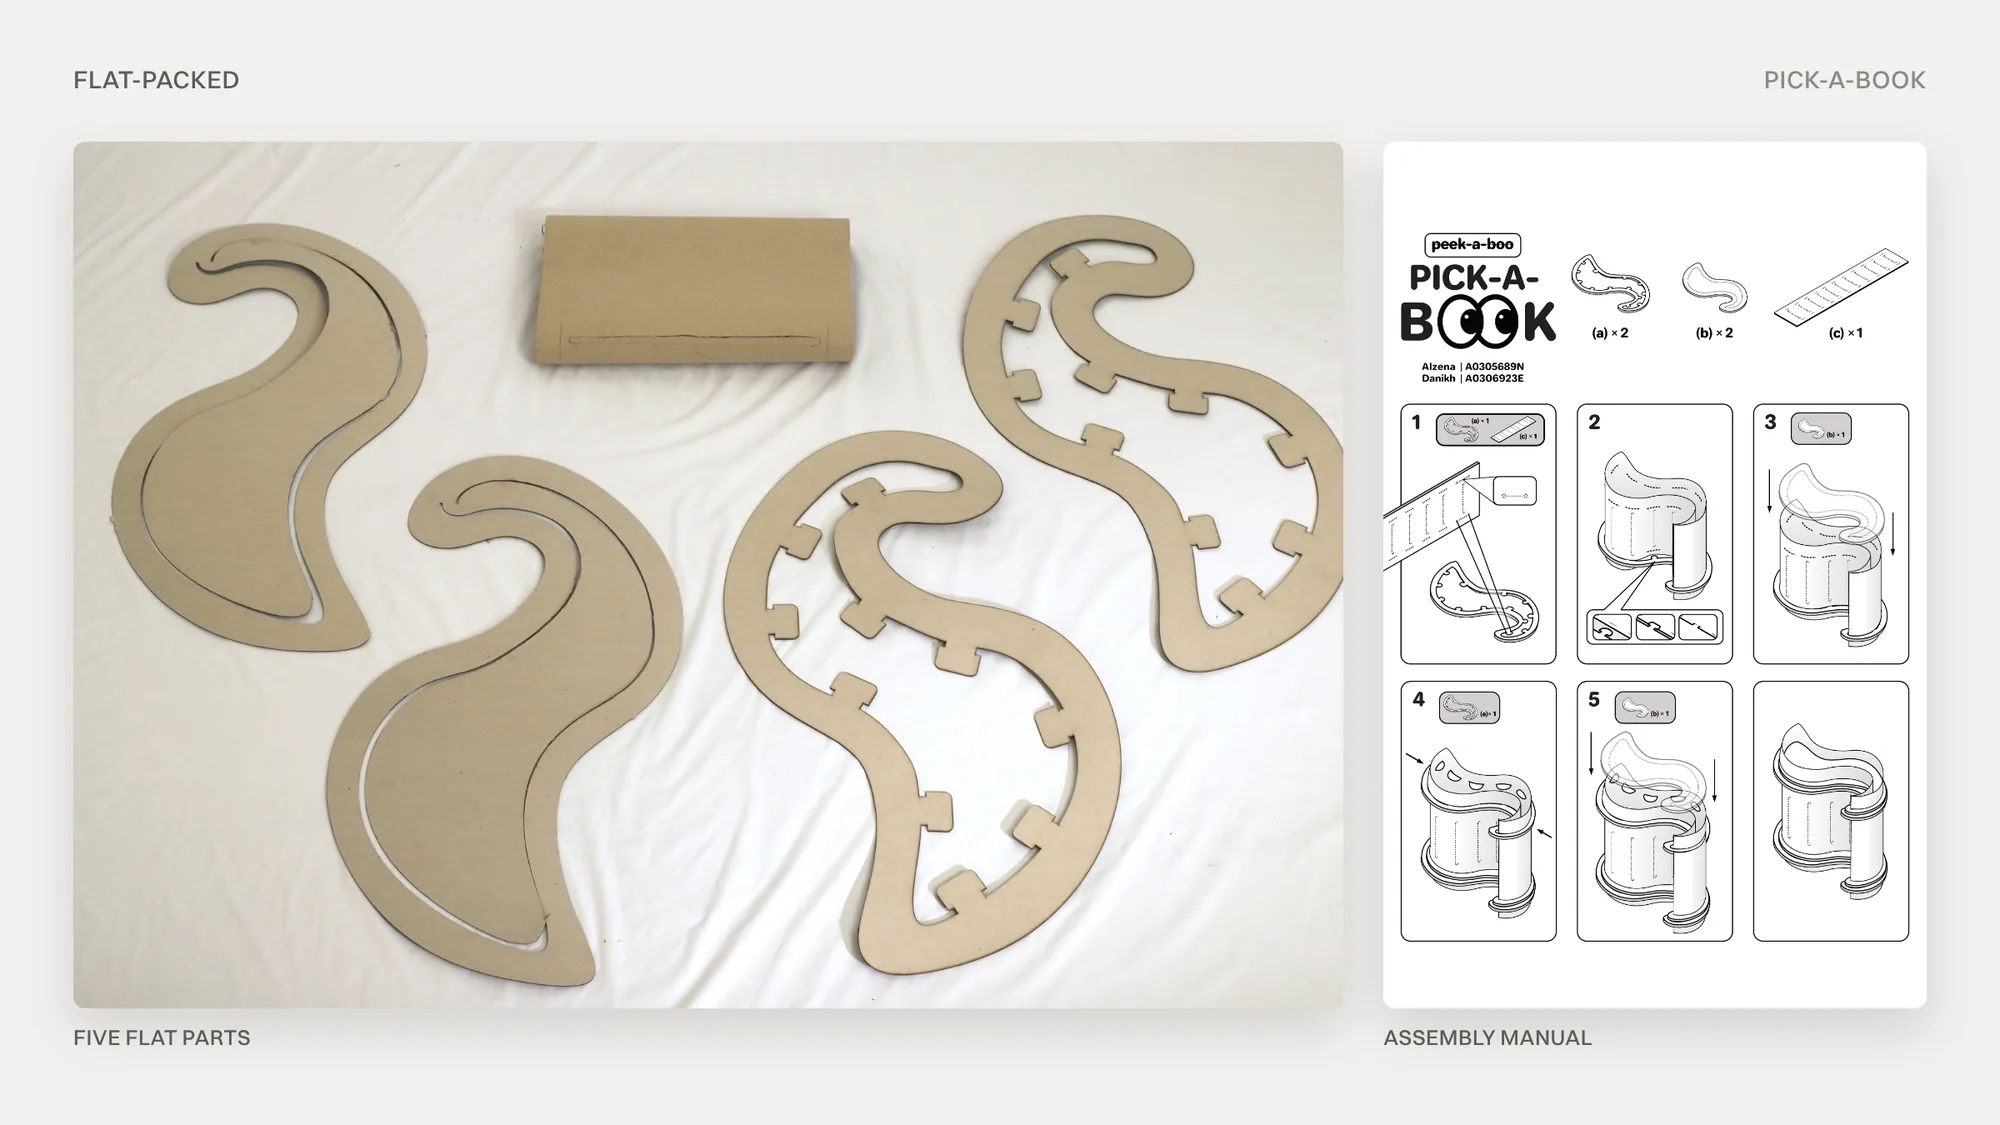 FLAT-PACKED
PICK-A-BOOK
peek-a-boo
PICK-A-
BOOK
Alzena | A0305689N
Danikh | A0306923E
(a) × 2
(b) × 2
(c) × 1
1
(a) × 1
(c) × 1
2
3
(b) × 1
4
(a) × 1
5
(b) × 1
FIVE FLAT PARTS
ASSEMBLY MANUAL